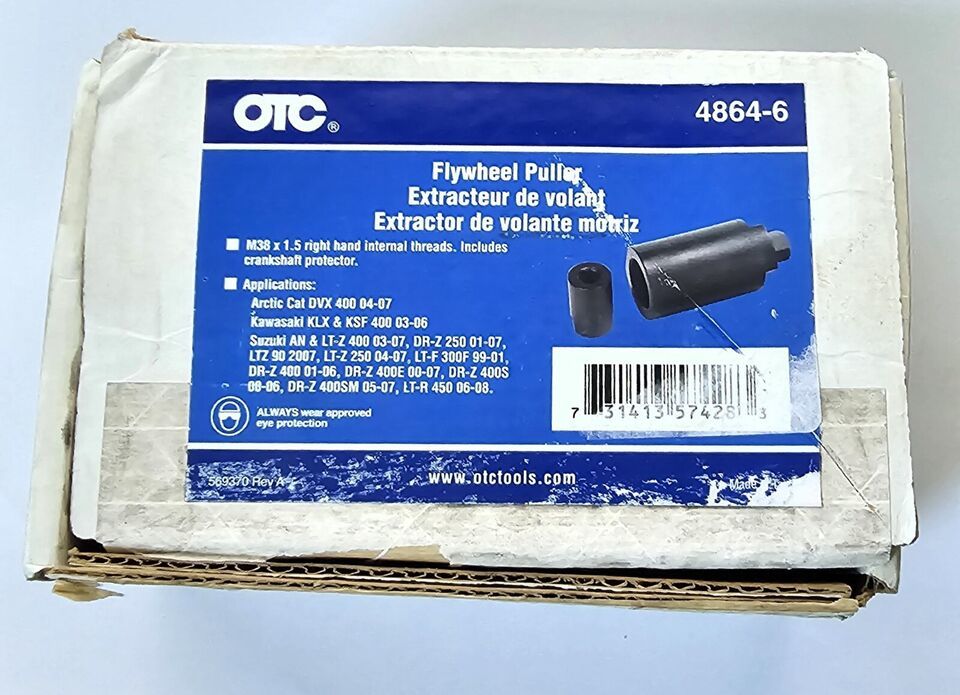 OTC®
4864-6
Flywheel Puller
Extracteur de volant
Extractor de volante motriz
■ M38 x 1.5 right hand internal threads. Includes
crankshaft protector.
■ Applications:
Arctic Cat DVX 400 04-07
Kawasaki KLX & KSF 400 03-06
Suzuki AN & LT-Z 400 03-07, DR-Z 250 01-07,
LTZ 90 2007, LT-Z 250 04-07, LT-F 300F 99-01,
DR-Z 400 01-06, DR-Z 400E 00-07, DR-Z 400S
00-06, DR-Z 400SM 05-07, LT-R 450 06-08.
ALWAYS wear approved
eye protection
7 31413 57428 3
569370 Rev A
www.otctools.com
Made